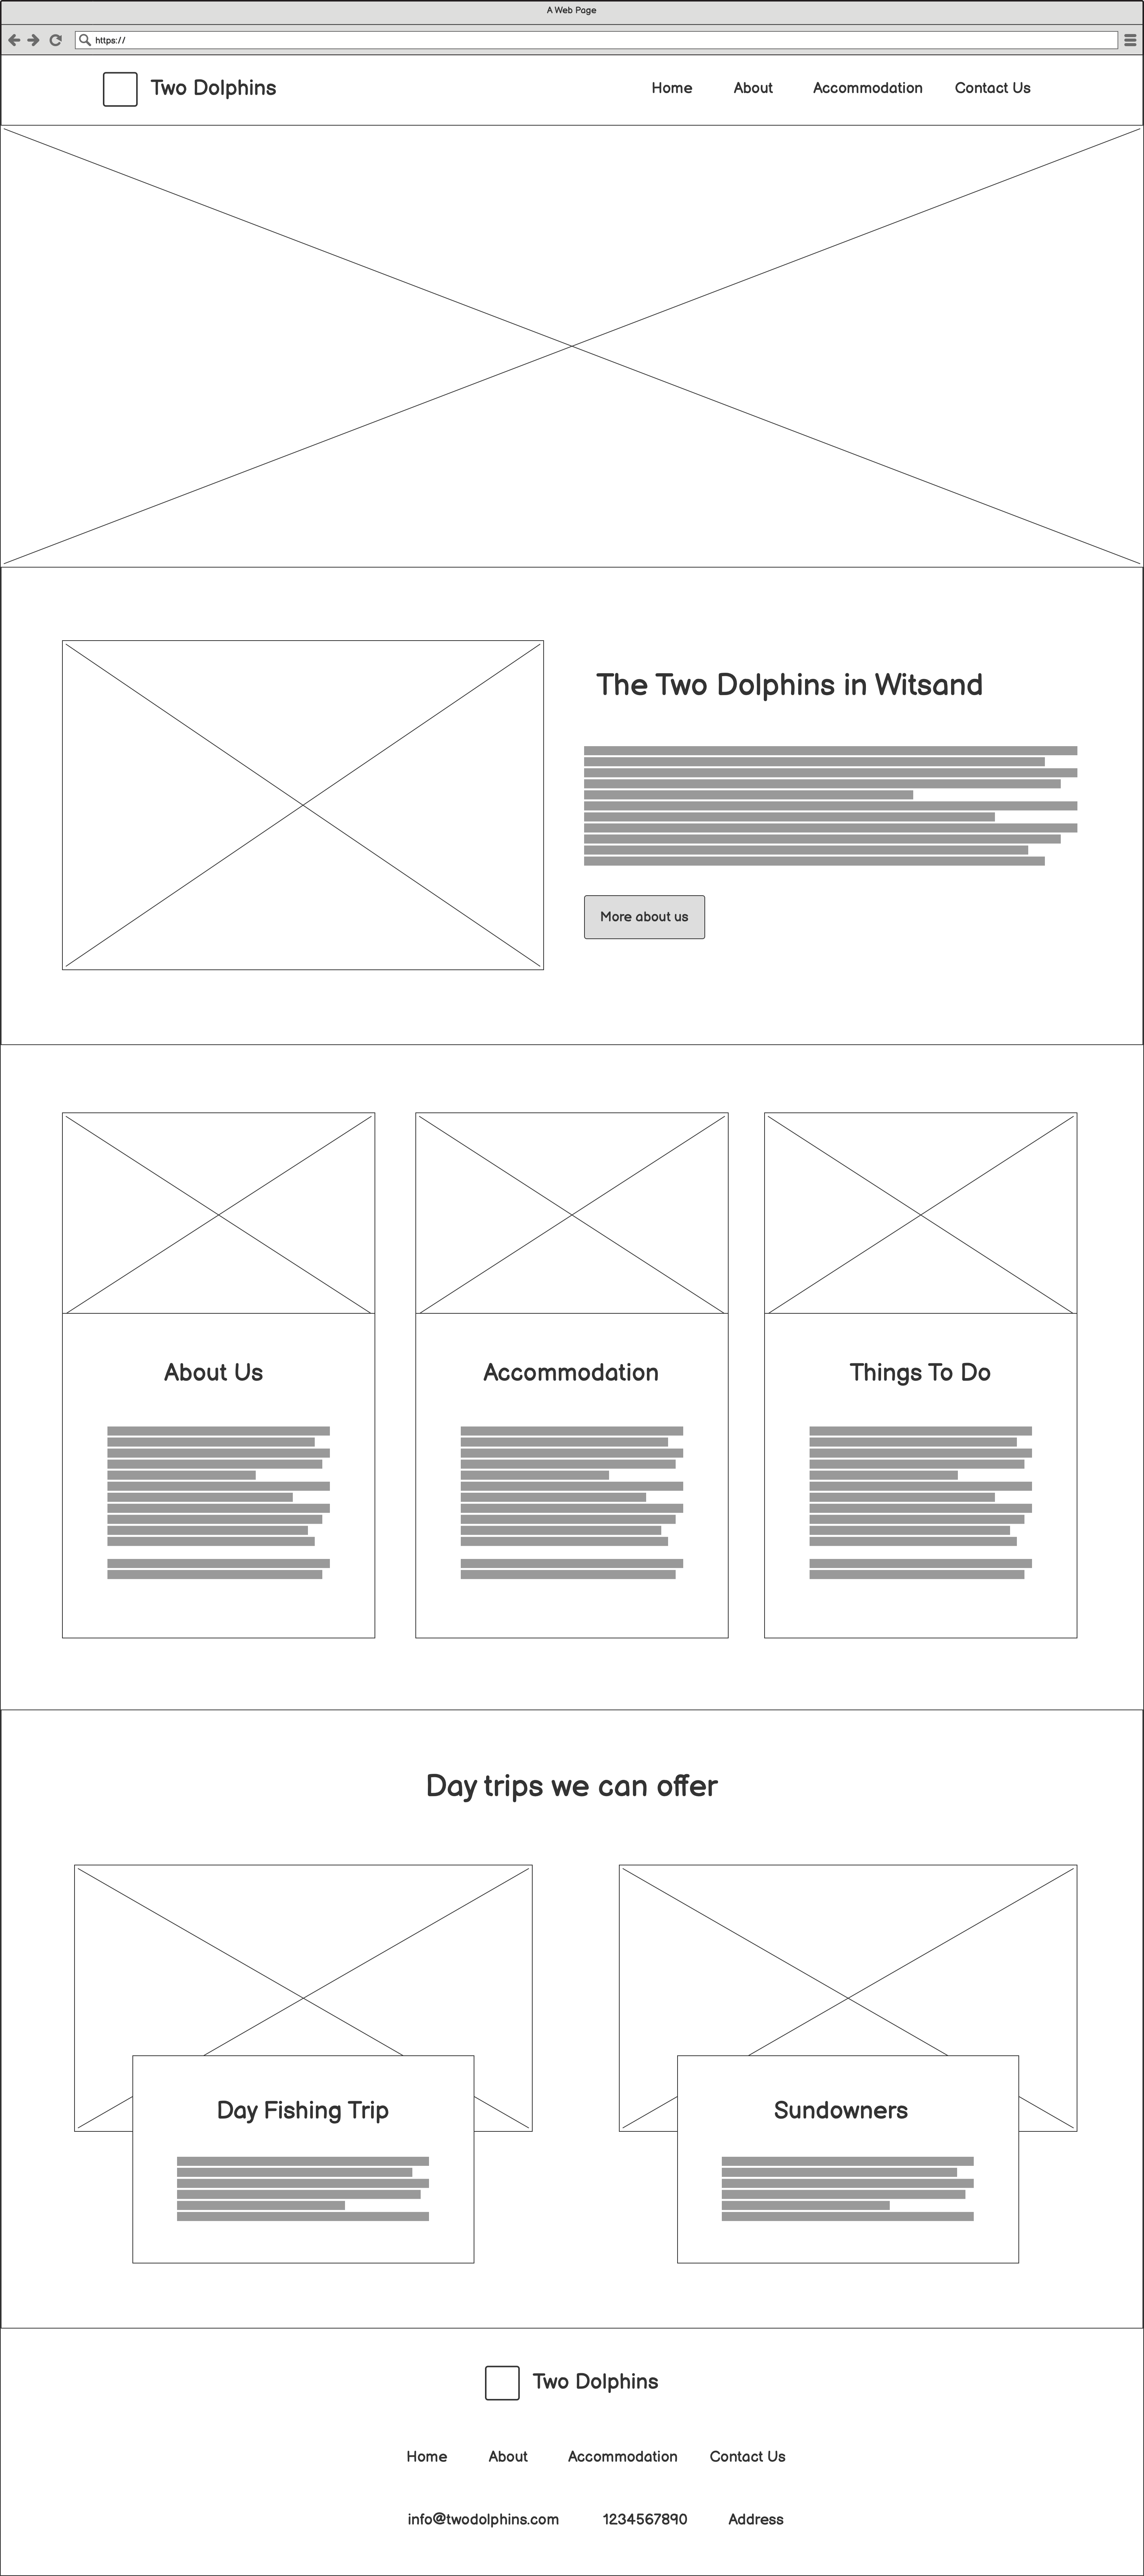 A Web Page
https://
Two Dolphins
Home About Accommodation Contact Us
The Two Dolphins in Witsand
More about us
About Us
Accommodation
Things To Do
Day trips we can offer
Day Fishing Trip
Sundowners
Two Dolphins
Home About Accommodation Contact Us
info@twodolphins.com 1234567890 Address